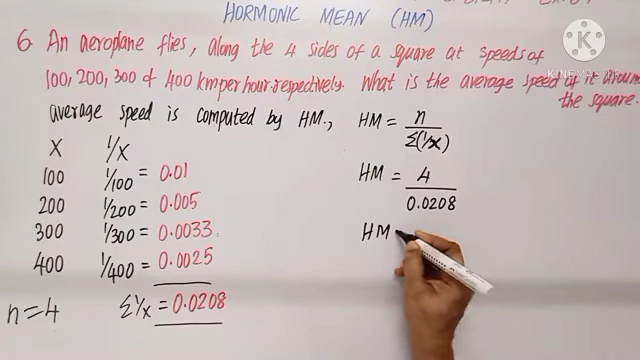 HORMONIC MEAN (HM)
6. An aeroplane flies, along the 4 sides of a square at speeds of
100, 200, 300 & 400 km per hour respectively. What is the average speed of it around
the square.
average speed is computed by HM., HM = n / Σ(1/x)
X 1/X
100 1/100 = 0.01
200 1/200 = 0.005
300 1/300 = 0.0033
400 1/400 = 0.0025
n = 4 Σ1/x = 0.0208
HM = 4 / 0.0208
HM